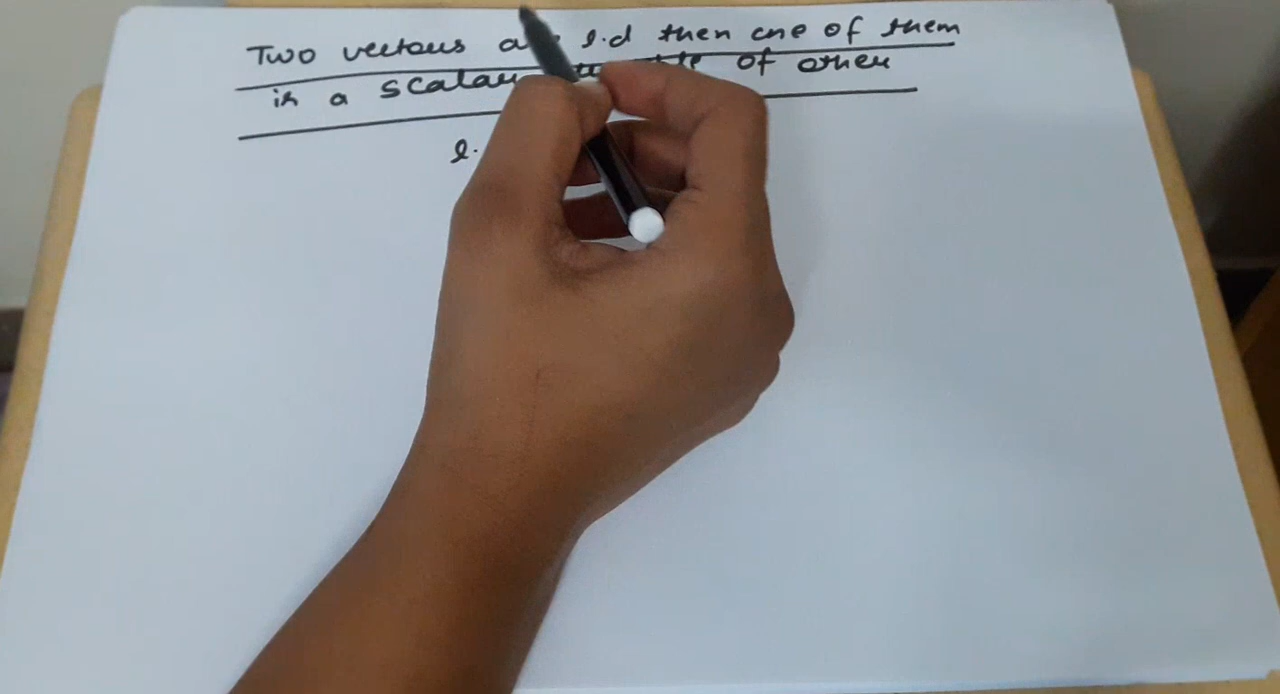 Two vectors a l.d then one of them
is a scalar of other
l.